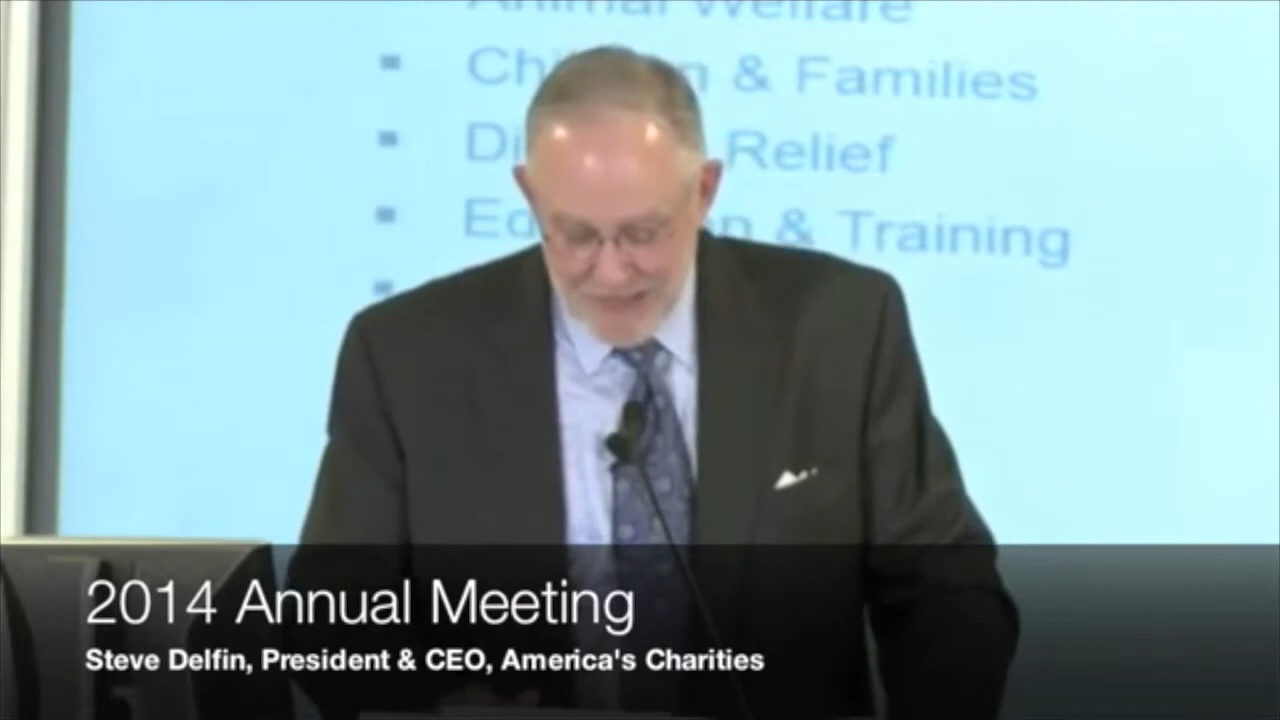 Animal Welfare
▪ & Families
▪ Relief
▪ & Training
▪
2014 Annual Meeting
Steve Delfin, President & CEO, America's Charities